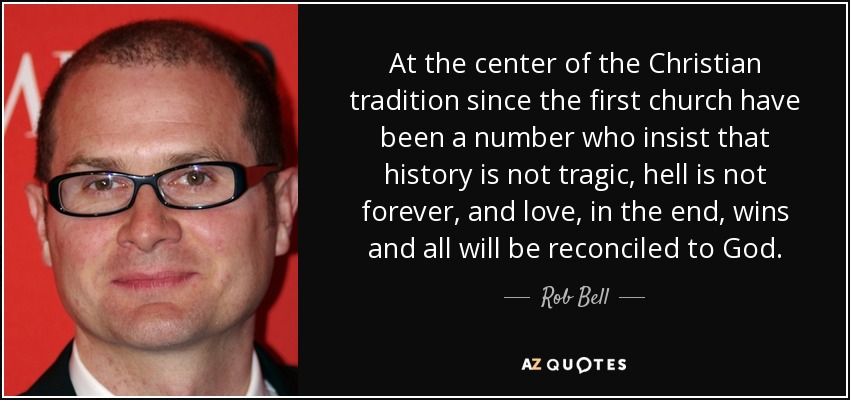 At the center of the Christian
tradition since the first church have
been a number who insist that
history is not tragic, hell is not
forever, and love, in the end, wins
and all will be reconciled to God.
Rob Bell
AZ QUOTES